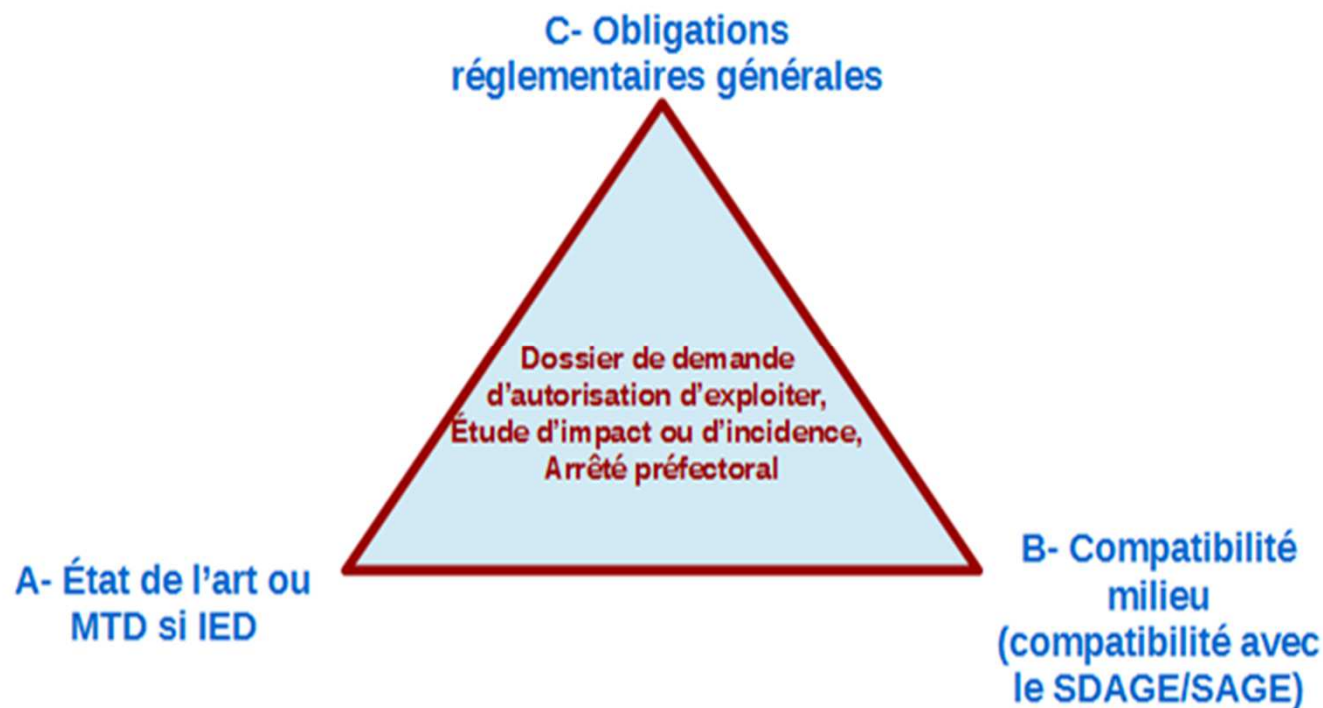 C- Obligations
réglementaires générales
Dossier de demande
d'autorisation d'exploiter,
Étude d'impact ou d'incidence,
Arrêté préfectoral
A- État de l'art ou
MTD si IED
B- Compatibilité
milieu
(compatibilité avec
le SDAGE/SAGE)